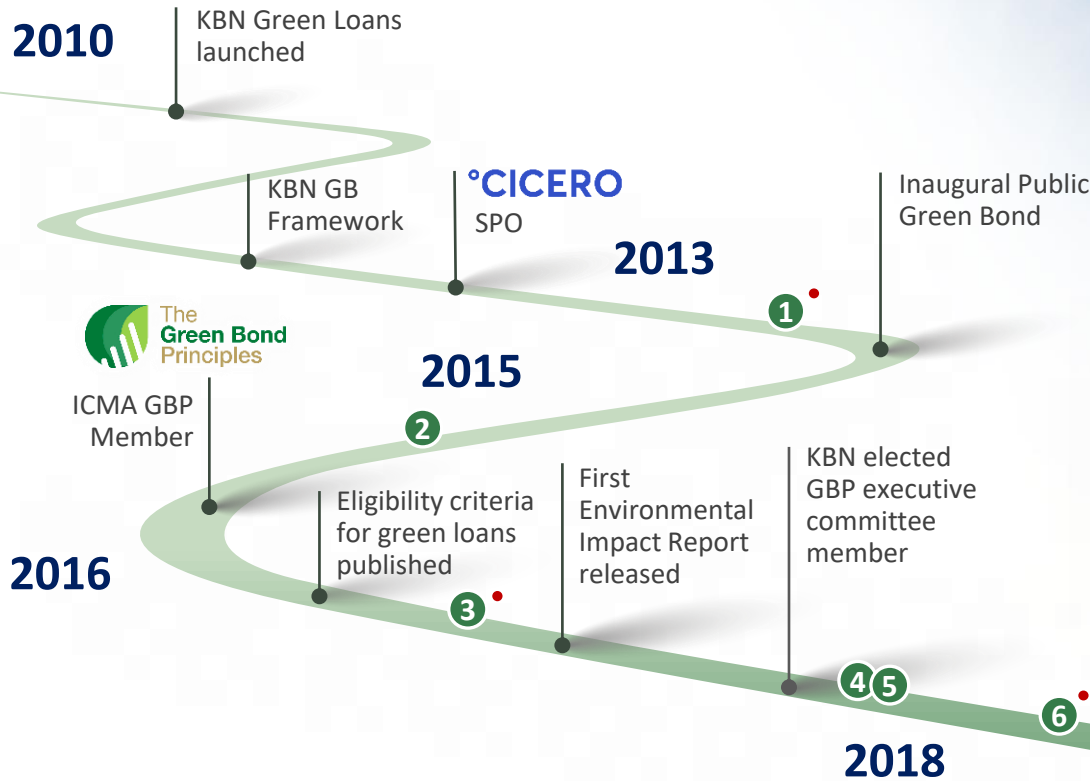 2010
KBN Green Loans
launched
KBN GB
Framework
°CICERO
SPO
2013
Inaugural Public
Green Bond
1
The
Green Bond
Principles
2015
ICMA GBP
Member
2
2016
Eligibility criteria
for green loans
published
3
First
Environmental
Impact Report
released
KBN elected
GBP executive
committee
member
4
5
6
2018